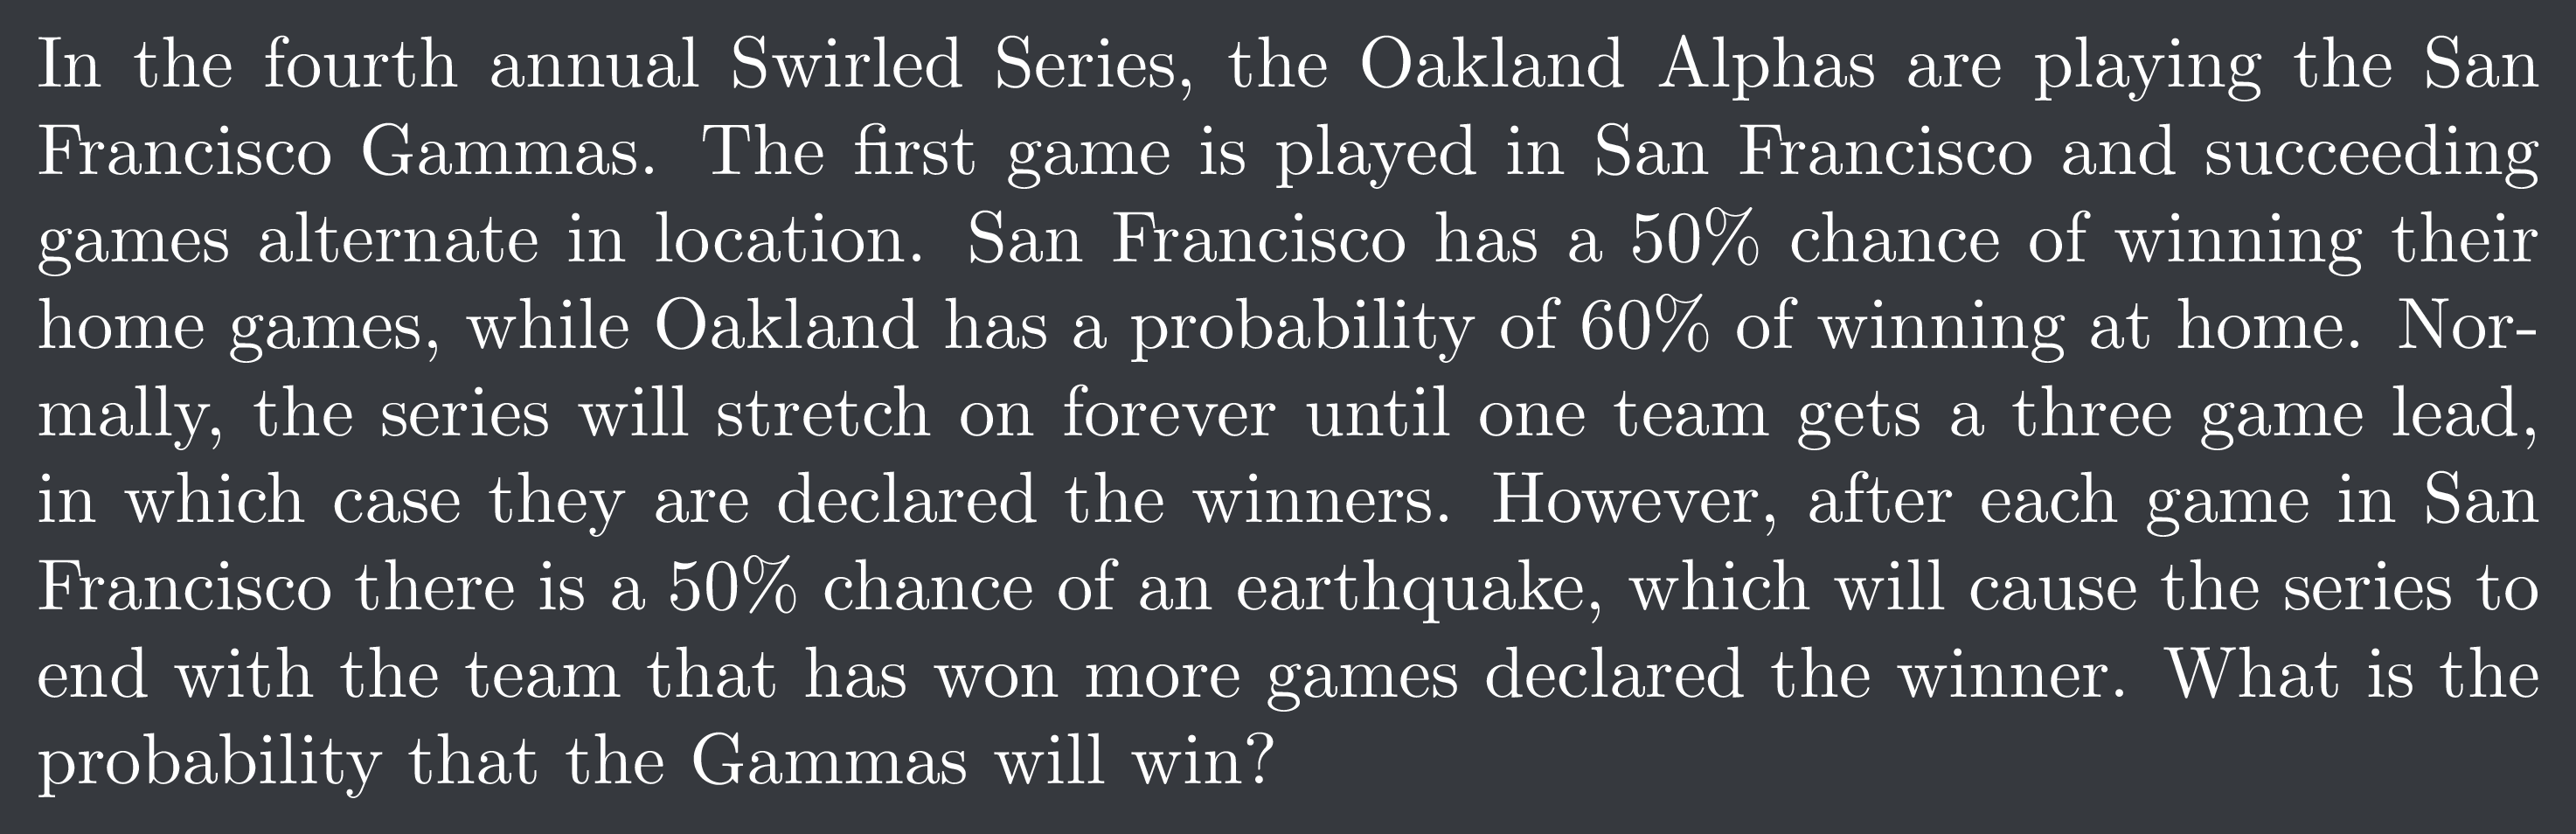 In the fourth annual Swirled Series, the Oakland Alphas are playing the San
Francisco Gammas. The first game is played in San Francisco and succeeding
games alternate in location. San Francisco has a 50% chance of winning their
home games, while Oakland has a probability of 60% of winning at home. Nor-
mally, the series will stretch on forever until one team gets a three game lead,
in which case they are declared the winners. However, after each game in San
Francisco there is a 50% chance of an earthquake, which will cause the series to
end with the team that has won more games declared the winner. What is the
probability that the Gammas will win?